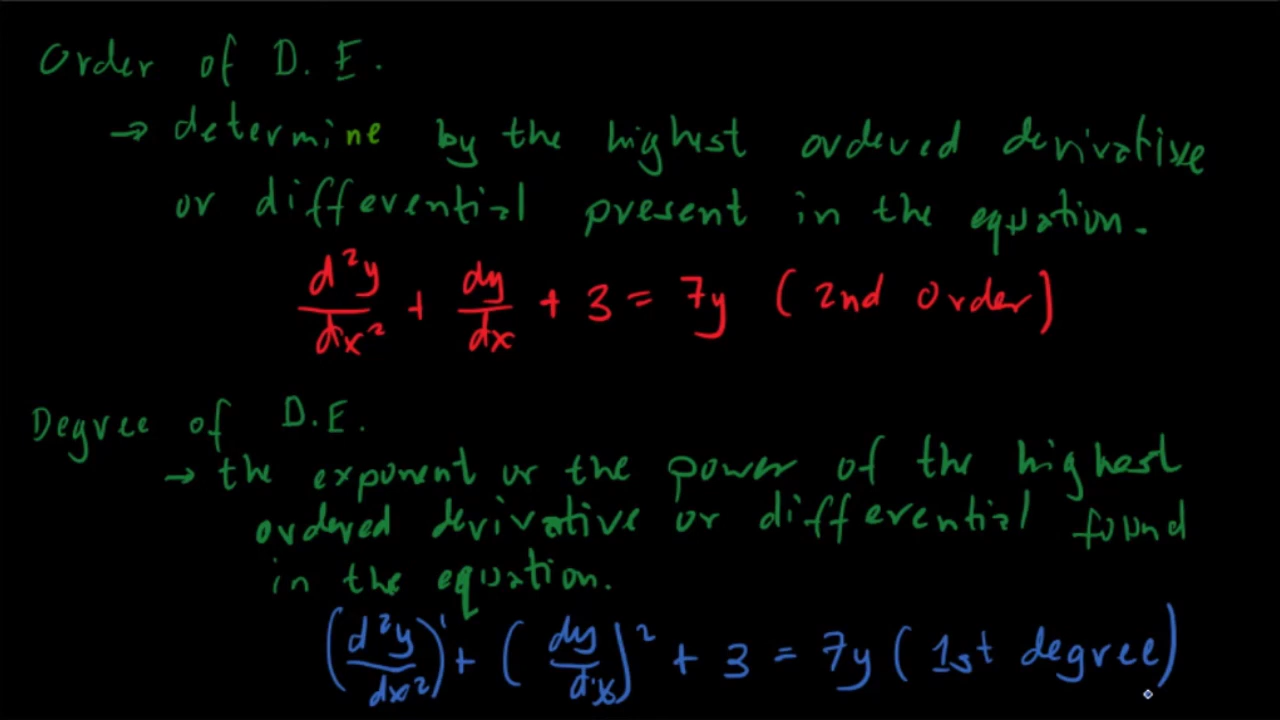 Order of D.E.
→ determine by the highest ordered derivative
or differential present in the equation.
d²y/dx² + dy/dx + 3 = 7y (2nd order)
Degree of D.E.
→ the exponent or the power of the highest
ordered derivative or differential found
in the equation.
(d²y/dx²)¹ + (dy/dx)² + 3 = 7y (1st degree)